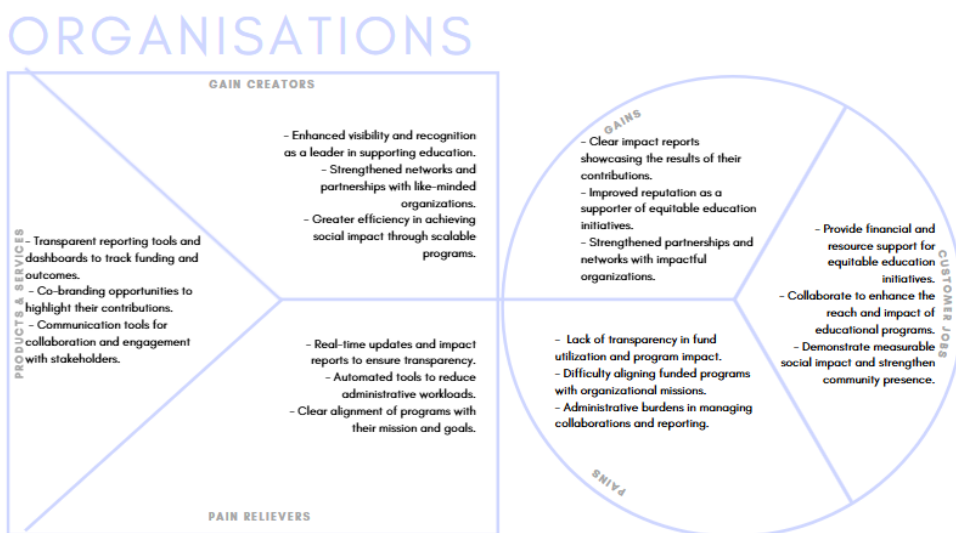 ORGANISATIONS
GAIN CREATORS
- Enhanced visibility and recognition
as a leader in supporting education.
- Strengthened networks and
partnerships with like-minded
organizations.
- Greater efficiency in achieving
social impact through scalable
programs.
PRODUCTS & SERVICES
- Transparent reporting tools and
dashboards to track funding and
outcomes.
- Co-branding opportunities to
highlight their contributions.
- Communication tools for
collaboration and engagement
with stakeholders.
- Real-time updates and impact
reports to ensure transparency.
- Automated tools to reduce
administrative workloads.
- Clear alignment of programs with
their mission and goals.
PAIN RELIEVERS
GAINS
- Clear impact reports
showcasing the results of their
contributions.
- Improved reputation as a
supporter of equitable education
initiatives.
- Strengthened partnerships and
networks with impactful
organizations.
- Provide financial and
resource support for
equitable education
initiatives.
- Collaborate to enhance the
reach and impact of
educational programs.
- Demonstrate measurable
social impact and strengthen
community presence.
CUSTOMER JOBS
- Lack of transparency in fund
utilization and program impact.
- Difficulty aligning funded programs
with organizational missions.
- Administrative burdens in managing
collaborations and reporting.
PAINS